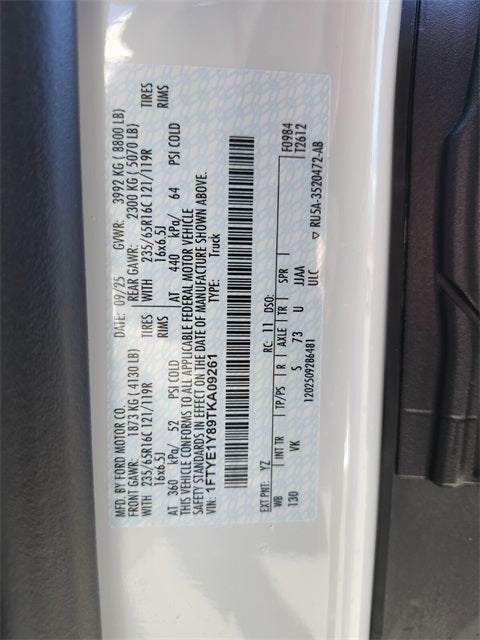 MFD. BY FORD MOTOR CO.
DATE: 09/25 GVWR: 3992 KG ( 8800 LB)
FRONT GAWR: 1873 KG ( 4130 LB) REAR GAWR: 2300 KG ( 5070 LB)
WITH 235/65R16C 121/119R TIRES WITH 235/65R16C 121/119R TIRES
16x6.5J RIMS 16x6.5J RIMS
AT 360 kPa/ 52 PSI COLD AT 440 kPa/ 64 PSI COLD
THIS VEHICLE CONFORMS TO ALL APPLICABLE FEDERAL MOTOR VEHICLE
SAFETY STANDARDS IN EFFECT ON THE DATE OF MANUFACTURE SHOWN ABOVE.
VIN: 1FTYE1Y89TKA09261 TYPE: Truck
EXT PNT: YZ RC: 11 DSO: F0984
WB INT TR TP/PS R AXLE TR SPR T2612
130 VK S 73 U JJAA
ULC
1202509286481 ▽ RU5A-3520472-AB